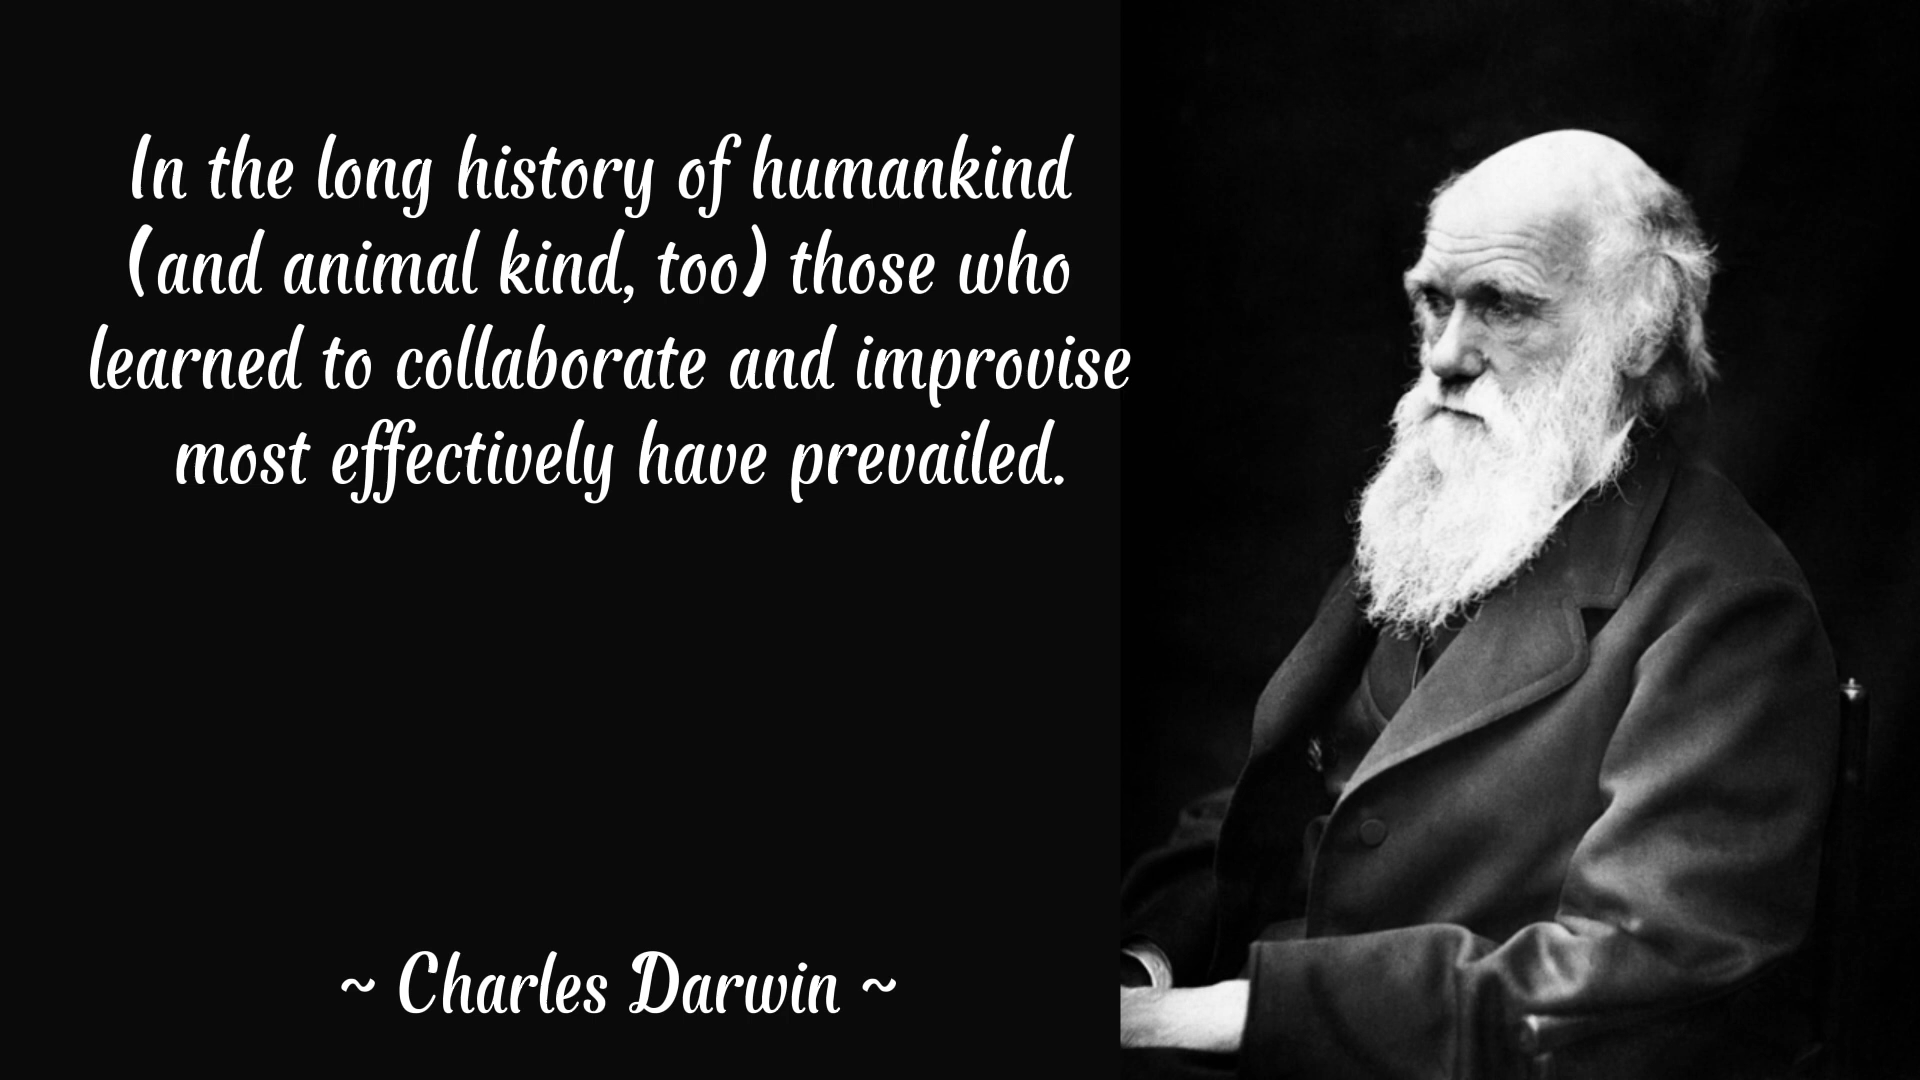 In the long history of humankind
(and animal kind, too) those who
learned to collaborate and improvise
most effectively have prevailed.
~ Charles Darwin ~